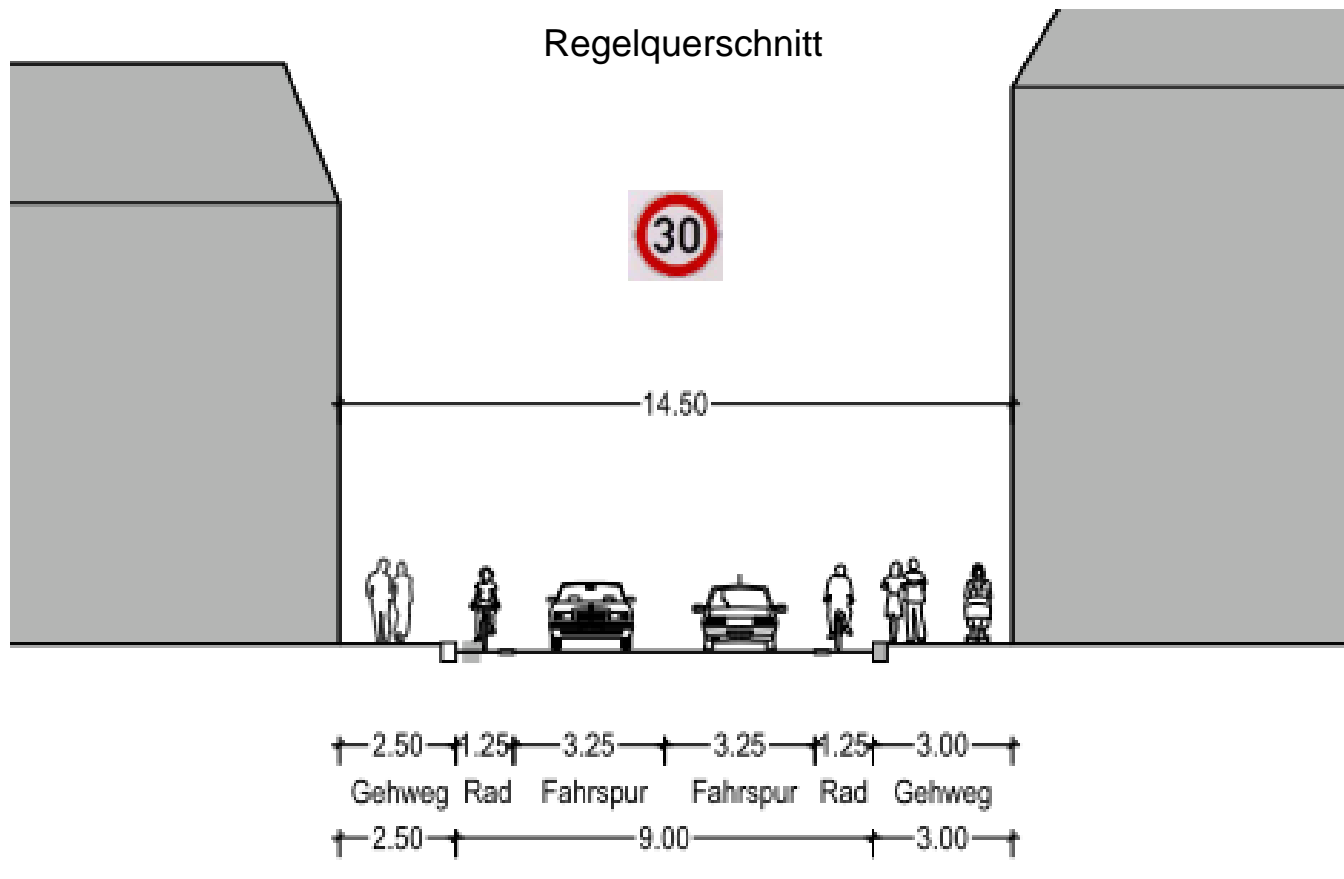 Regelquerschnitt
30
14.50
2.50 1.25 3.25 3.25 1.25 3.00
Gehweg Rad Fahrspur Fahrspur Rad Gehweg
2.50 9.00 3.00